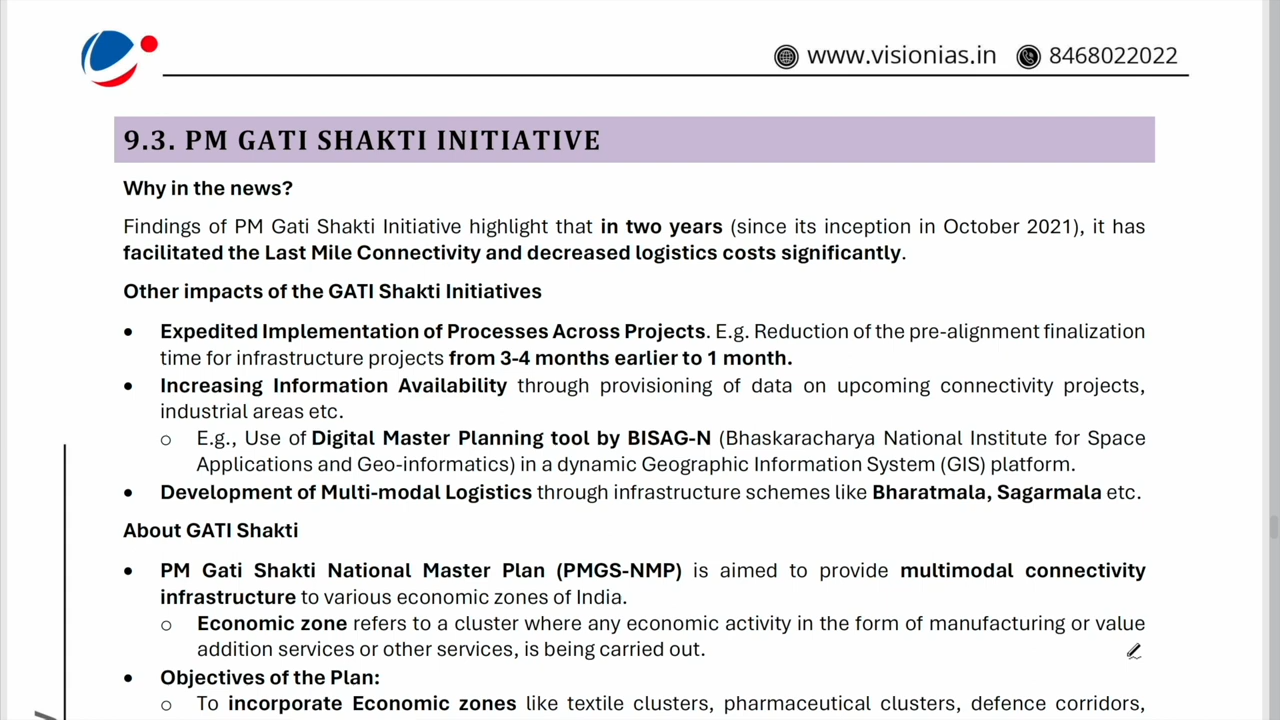 www.visionias.in 8468022022
9.3. PM GATI SHAKTI INITIATIVE
Why in the news?
Findings of PM Gati Shakti Initiative highlight that in two years (since its inception in October 2021), it has
facilitated the Last Mile Connectivity and decreased logistics costs significantly.
Other impacts of the GATI Shakti Initiatives
• Expedited Implementation of Processes Across Projects. E.g. Reduction of the pre-alignment finalization
time for infrastructure projects from 3-4 months earlier to 1 month.
• Increasing Information Availability through provisioning of data on upcoming connectivity projects,
industrial areas etc.
o E.g., Use of Digital Master Planning tool by BISAG-N (Bhaskaracharya National Institute for Space
Applications and Geo-informatics) in a dynamic Geographic Information System (GIS) platform.
• Development of Multi-modal Logistics through infrastructure schemes like Bharatmala, Sagarmala etc.
About GATI Shakti
• PM Gati Shakti National Master Plan (PMGS-NMP) is aimed to provide multimodal connectivity
infrastructure to various economic zones of India.
o Economic zone refers to a cluster where any economic activity in the form of manufacturing or value
addition services or other services, is being carried out.
• Objectives of the Plan:
o To incorporate Economic zones like textile clusters, pharmaceutical clusters, defence corridors,